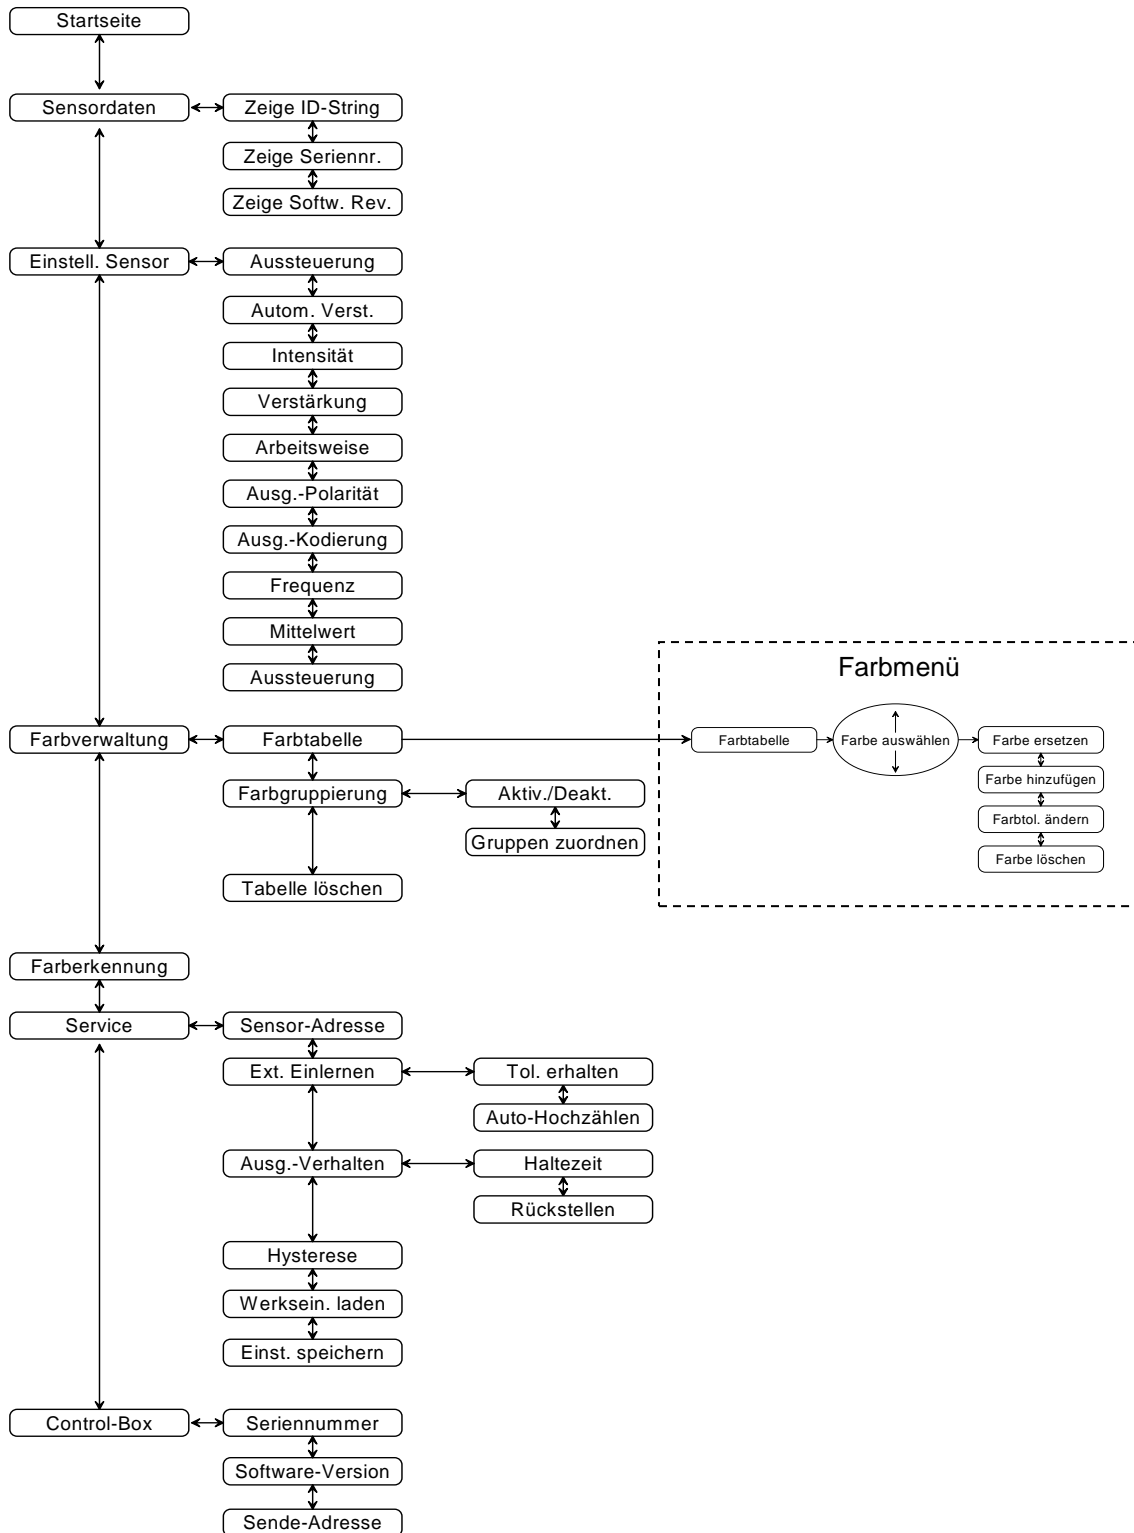 Startseite
Sensordaten
Zeige ID-String
Zeige Seriennr.
Zeige Softw. Rev.
Einstell. Sensor
Aussteuerung
Autom. Verst.
Intensität
Verstärkung
Arbeitsweise
Ausg.-Polarität
Ausg.-Kodierung
Frequenz
Mittelwert
Aussteuerung
Farbverwaltung
Farbtabelle
Farbgruppierung
Aktiv./Deakt.
Gruppen zuordnen
Tabelle löschen
Farbmenü
Farbtabelle
Farbe auswählen
Farbe ersetzen
Farbe hinzufügen
Farbtol. ändern
Farbe löschen
Farberkennung
Service
Sensor-Adresse
Ext. Einlernen
Tol. erhalten
Auto-Hochzählen
Ausg.-Verhalten
Haltezeit
Rückstellen
Hysterese
Werksein. laden
Einst. speichern
Control-Box
Seriennummer
Software-Version
Sende-Adresse